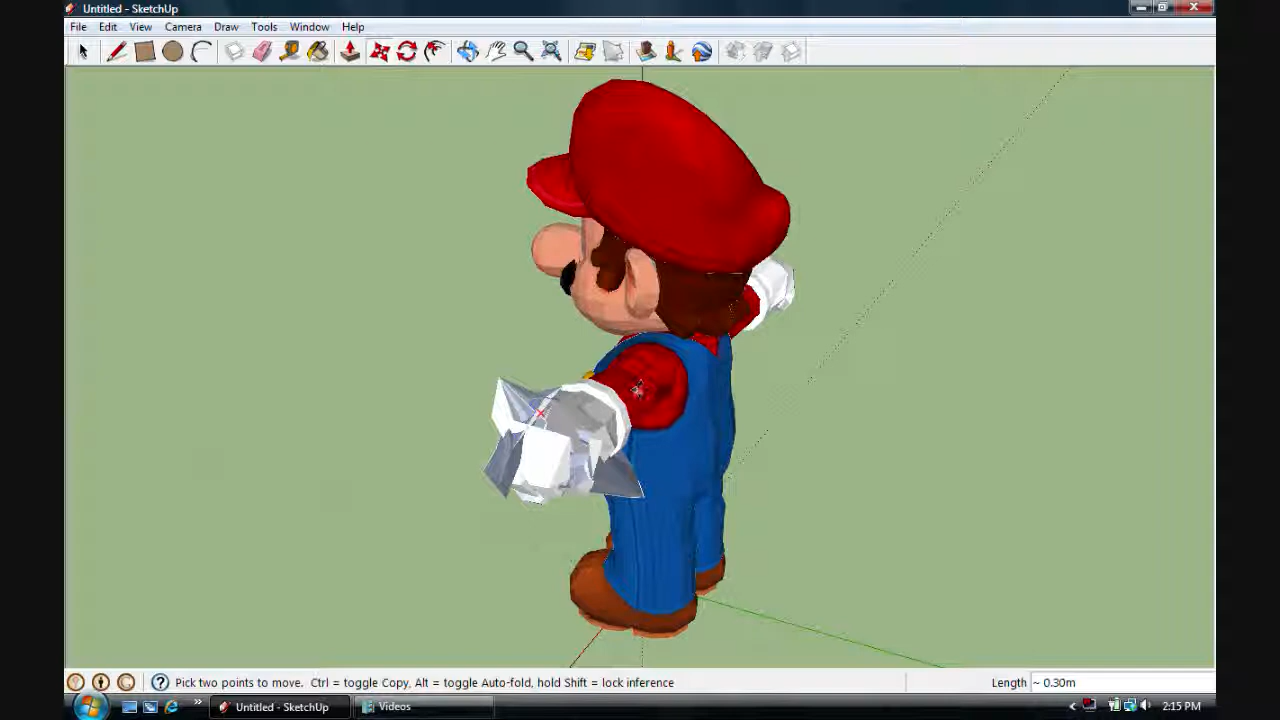 Untitled - SketchUp
File Edit View Camera Draw Tools Window Help
Pick two points to move. Ctrl = toggle Copy, Alt = toggle Auto-fold, hold Shift = lock inference
Length ~ 0.30m
Untitled - SketchUp Videos 2:15 PM